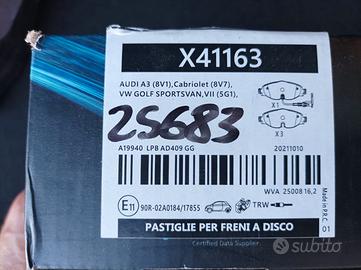 X41163
AUDI A3 (8V1),Cabriolet (8V7),
VW GOLF SPORTSVAN,VII (5G1),
X1
25683
X3
A19940 LPB AD409 GG
20211010
WVA 25008 16,2
E11
90R-02A0184/17855
TRW
Made in P.R.C.
01
PASTIGLIE PER FRENI A DISCO
Certified Data Supplier
subito